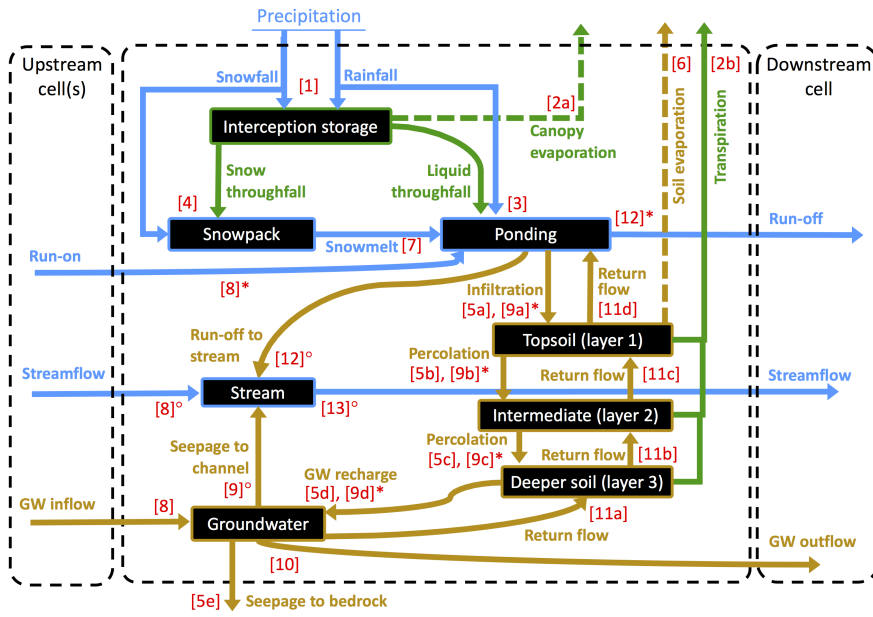 Precipitation
Upstream
cell(s)
Snowfall
[1]
Rainfall
[2a]
[6]
[2b]
Downstream
cell
Interception storage
Canopy
evaporation
Soil evaporation
Transpiration
Snow
throughfall
Liquid
throughfall
[4]
[3]
[12]*
Run-off
Snowpack
Snowmelt
[7]
Ponding
Run-on
[8]*
Infiltration
[5a], [9a]*
Return
flow
[11d]
Run-off to
stream
[12]°
Topsoil (layer 1)
Percolation
[5b], [9b]*
Return flow
[11c]
Streamflow
[8]°
Stream
[13]°
Streamflow
Intermediate (layer 2)
Percolation
[5c], [9c]*
Return flow
[11b]
Seepage to
channel
[9]°
GW recharge
[5d], [9d]*
Deeper soil (layer 3)
[11a]
GW inflow
[8]
Groundwater
Return flow
GW outflow
[10]
[5e]
Seepage to bedrock